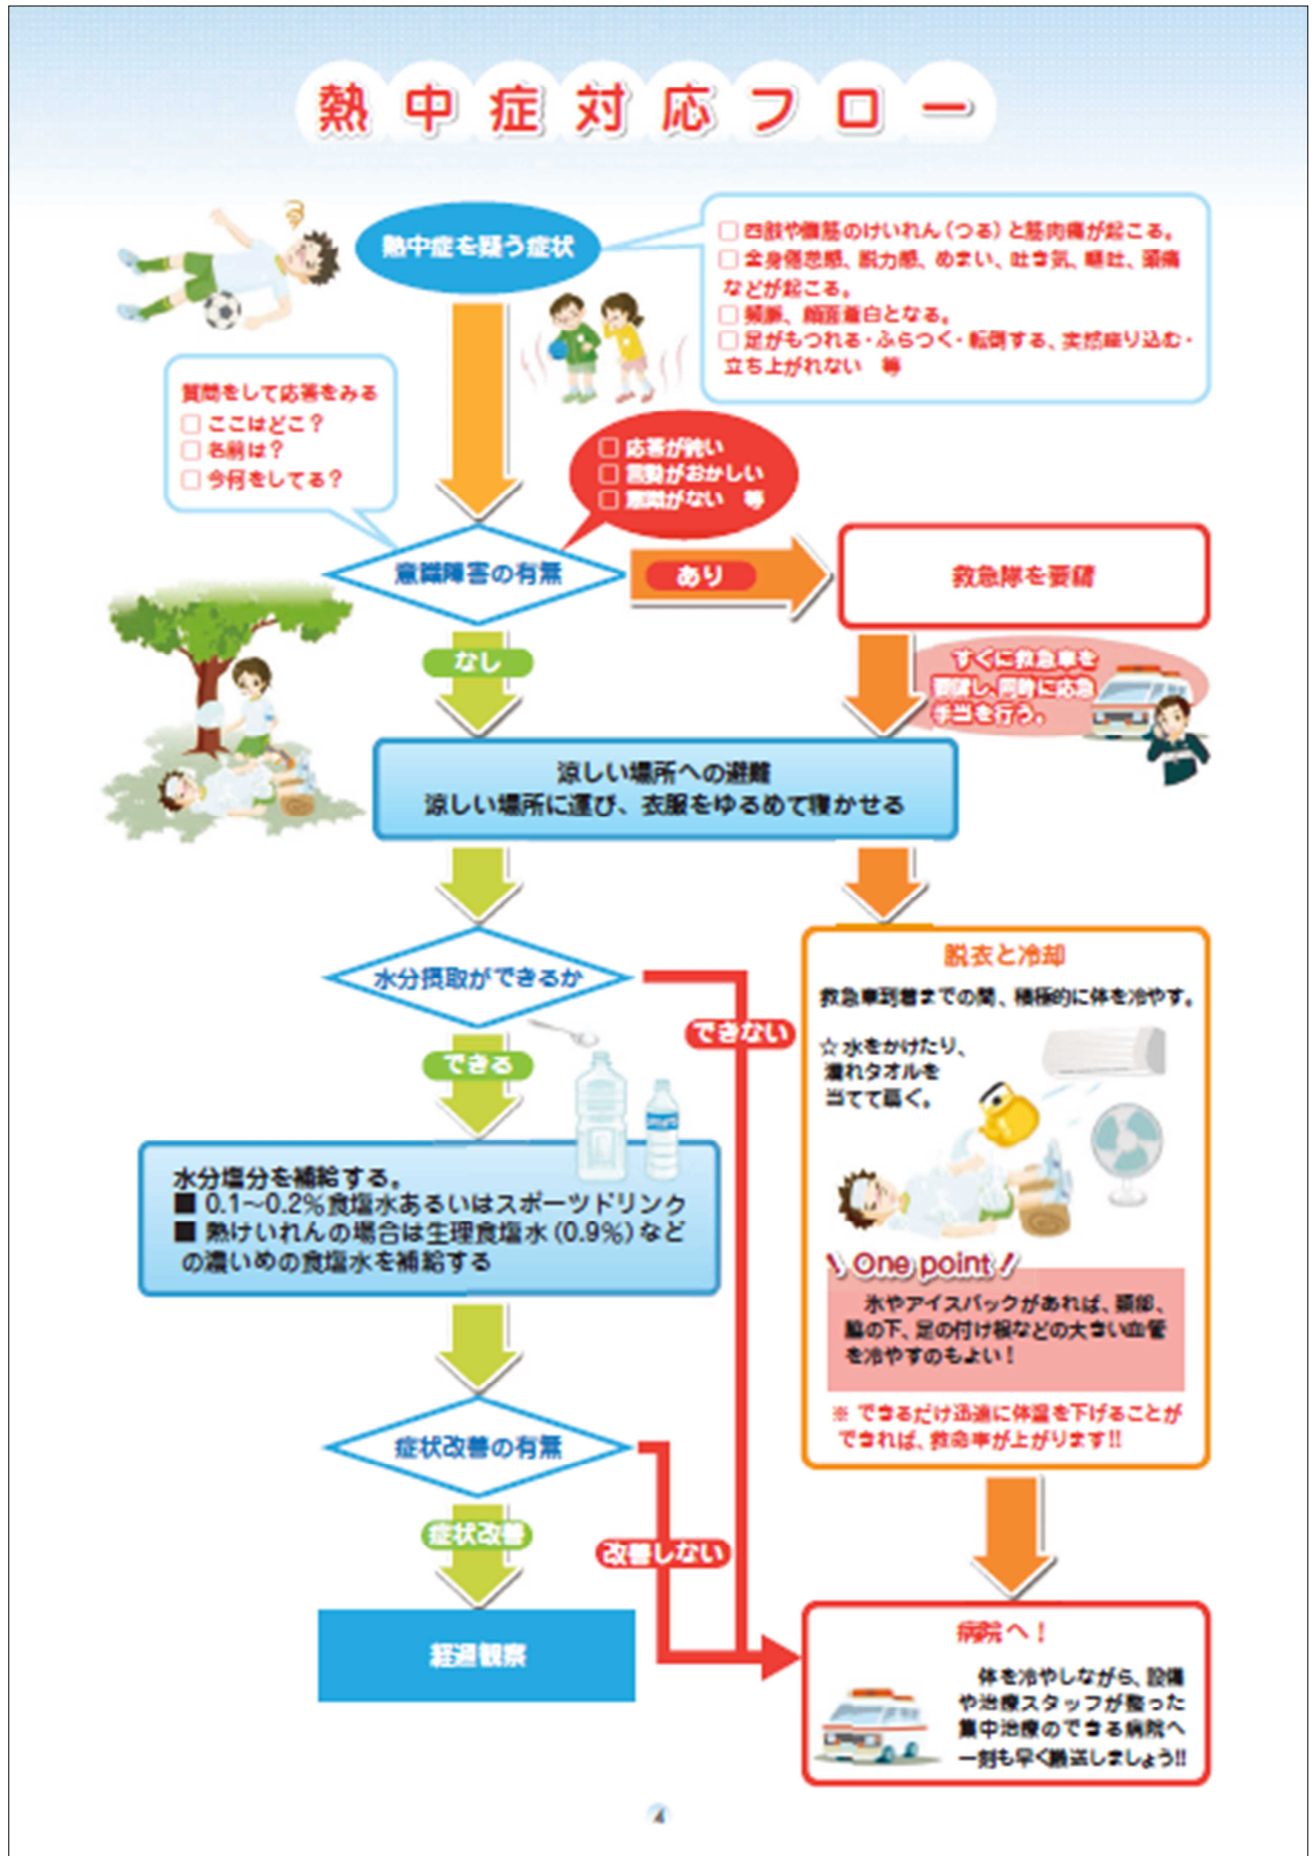 熱中症対応フロー
熱中症を疑う症状
□ 四肢や腹筋のけいれん（つる）と筋肉痛が起こる。
□ 全身倦怠感、脱力感、めまい、吐き気、嘔吐、頭痛
などが起こる。
□ 頻脈、顔面蒼白となる。
□ 足がもつれる・ふらつく・転倒する、突然座り込む・
立ち上がれない　等
質問をして応答をみる
□ ここはどこ？
□ 名前は？
□ 今何をしてる？
□ 応答が鈍い
□ 言動がおかしい
□ 意識がない　等
意識障害の有無
あり
救急隊を要請
なし
すぐに救急車を
要請し、同時に応急
手当を行う。
涼しい場所への避難
涼しい場所に運び、衣服をゆるめて寝かせる
水分摂取ができるか
できない
できる
脱衣と冷却
救急車到着までの間、積極的に体を冷やす。
☆水をかけたり、
濡れタオルを
当てて扇ぐ。
水分塩分を補給する。
■ 0.1〜0.2%食塩水あるいはスポーツドリンク
■ 熱けいれんの場合は生理食塩水（0.9%）など
の濃いめの食塩水を補給する
One point
氷やアイスパックがあれば、頸部、
脇の下、足の付け根などの大きい血管
を冷やすのもよい！
※ できるだけ迅速に体温を下げることが
できれば、救命率が上がります!!
症状改善の有無
症状改善
改善しない
経過観察
病院へ！
体を冷やしながら、設備
や治療スタッフが整った
集中治療のできる病院へ
一刻も早く搬送しましょう!!
4